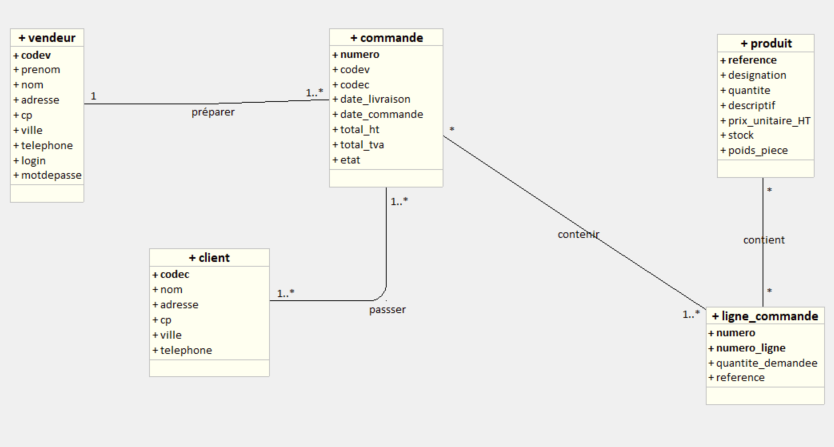 + vendeur
+ codev
+ prenom
+ nom
+ adresse
+ cp
+ ville
+ telephone
+ login
+ motdepasse
1
préparer
1..*
+ commande
+ numero
+ codev
+ codec
+ date_livraison
+ date_commande
+ total_ht
+ total_tva
+ etat
*
1..*
+ produit
+ reference
+ designation
+ quantite
+ descriptif
+ prix_unitaire_HT
+ stock
+ poids_piece
*
contenir
contient
+ client
+ codec
+ nom
+ adresse
+ cp
+ ville
+ telephone
1..*
passser
*
1..*
+ ligne_commande
+ numero
+ numero_ligne
+ quantite_demandee
+ reference